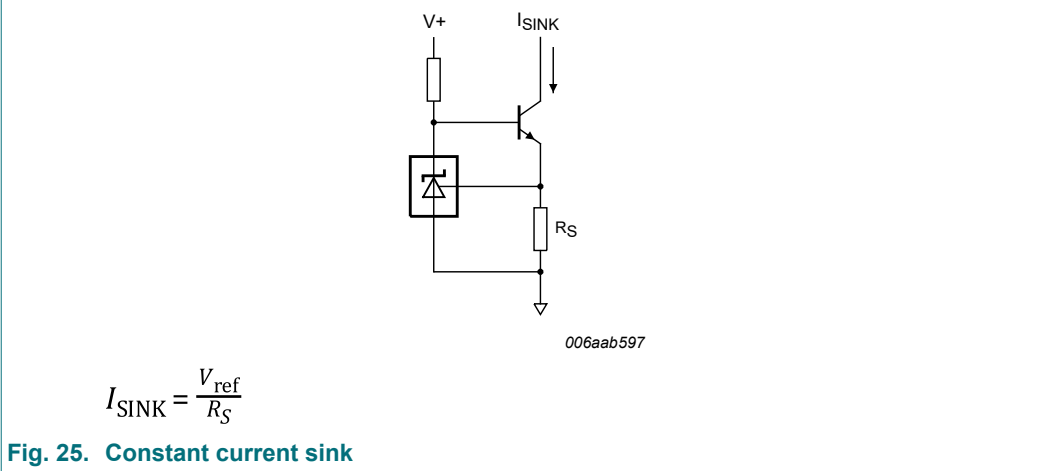 V+
ISINK
RS
006aab597
ISINK = Vref / RS
Fig. 25. Constant current sink